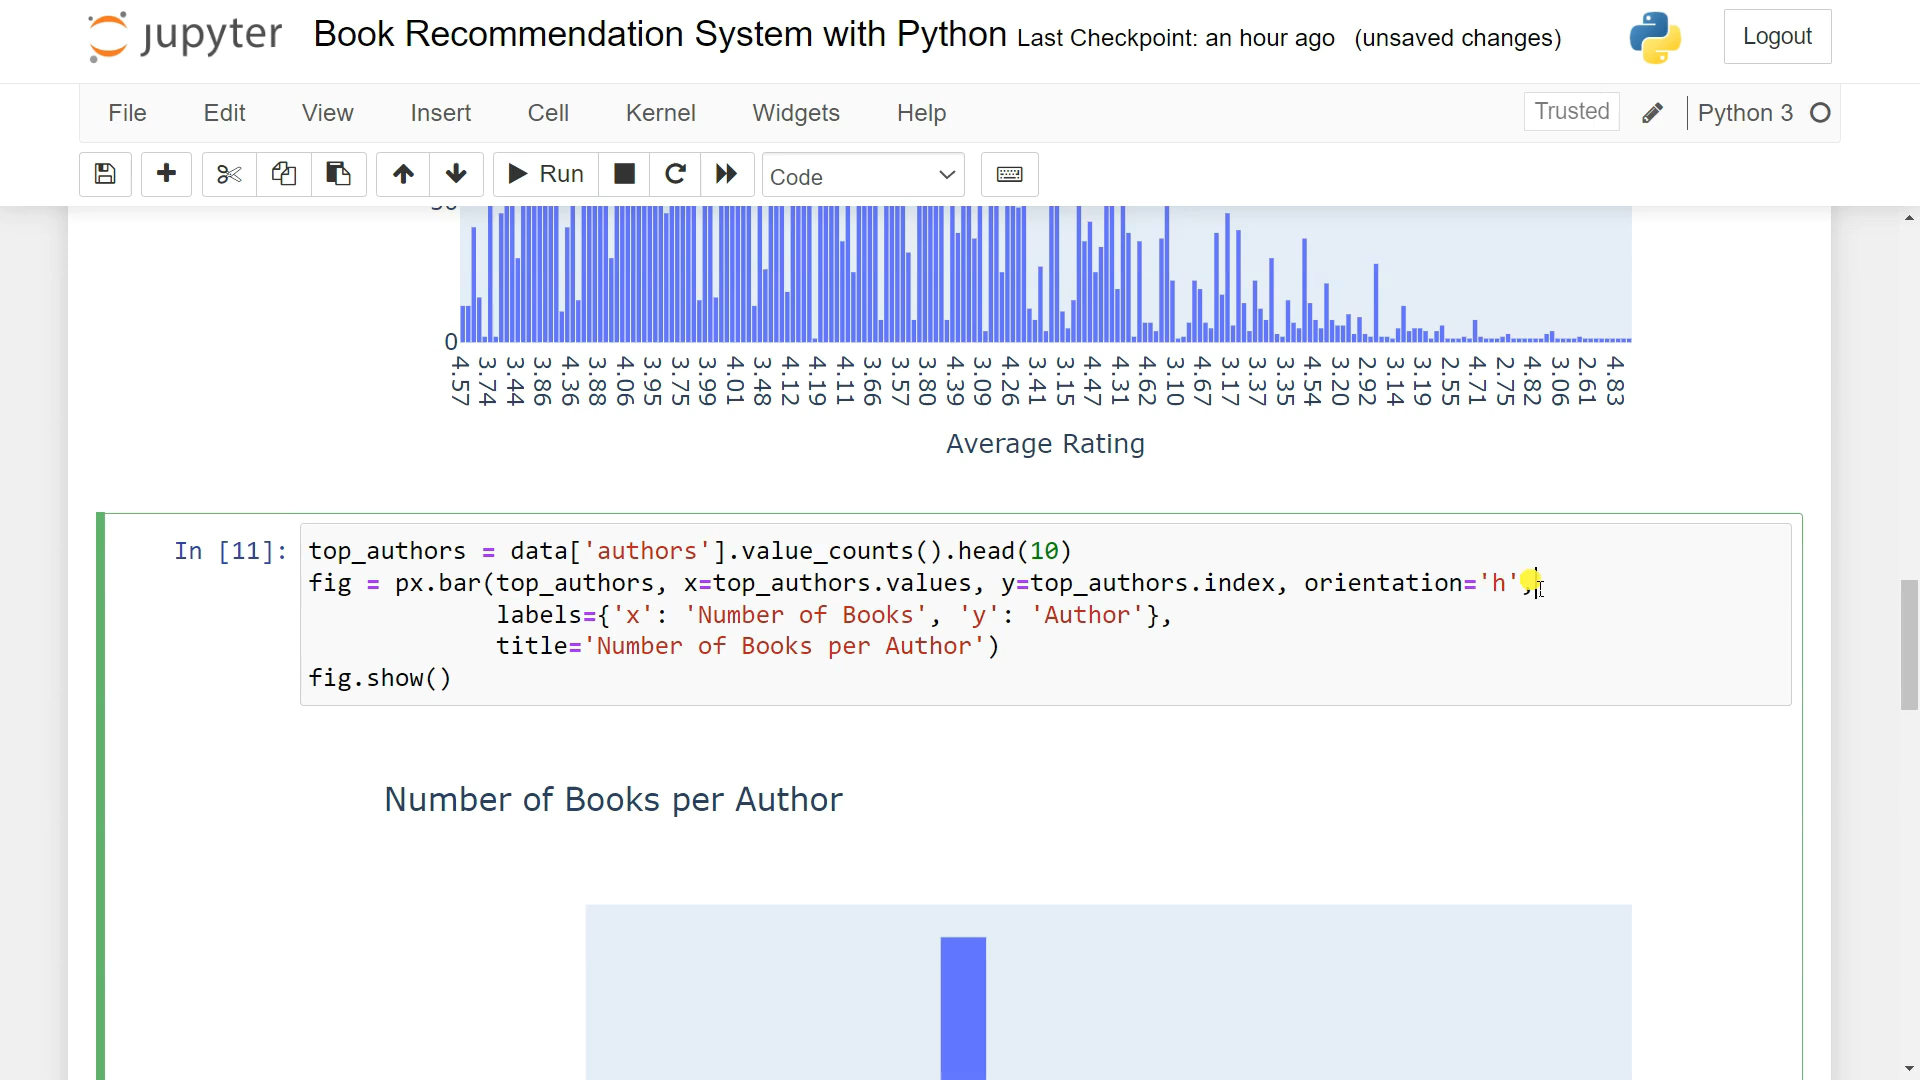 jupyter Book Recommendation System with Python Last Checkpoint: an hour ago (unsaved changes) Logout
File Edit View Insert Cell Kernel Widgets Help Trusted Python 3
Run Code
0
4.57 3.74 3.44 3.86 4.36 3.88 4.06 3.95 3.75 3.99 4.01 3.48 4.12 4.19 4.11 3.66 3.57 3.80 4.39 3.09 4.26 3.41 3.15 4.47 4.31 4.62 3.10 4.67 3.17 3.37 3.35 4.54 3.20 2.92 3.14 3.19 2.55 4.71 2.75 4.82 3.06 2.61 4.83
Average Rating
In [11]: top_authors = data['authors'].value_counts().head(10)
fig = px.bar(top_authors, x=top_authors.values, y=top_authors.index, orientation='h',
labels={'x': 'Number of Books', 'y': 'Author'},
title='Number of Books per Author')
fig.show()
Number of Books per Author